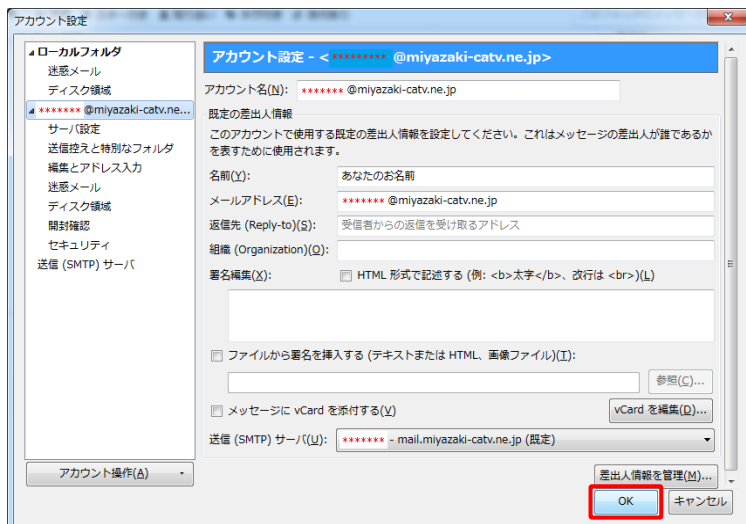 アカウント設定
▲ローカルフォルダ
迷惑メール
ディスク領域
▲ ******* @miyazaki-catv.ne...
サーバ設定
送信控えと特別なフォルダ
編集とアドレス入力
迷惑メール
ディスク領域
開封確認
セキュリティ
送信 (SMTP) サーバ
アカウント操作(A)
アカウント設定 - < ********* @miyazaki-catv.ne.jp>
アカウント名(N): ******* @miyazaki-catv.ne.jp
既定の差出人情報
このアカウントで使用する既定の差出人情報を設定してください。これはメッセージの差出人が誰であるか
を表すために使用されます。
名前(Y): あなたのお名前
メールアドレス(E): ******* @miyazaki-catv.ne.jp
返信先 (Reply-to)(S): 受信者からの返信を受け取るアドレス
組織 (Organization)(O):
署名編集(X): HTML 形式で記述する (例: <b>太字</b>、改行は <br>)(L)
ファイルから署名を挿入する (テキストまたは HTML、画像ファイル)(T):
参照(C)...
メッセージに vCard を添付する(V) vCard を編集(D)...
送信 (SMTP) サーバ(U): ******* - mail.miyazaki-catv.ne.jp (既定)
差出人情報を管理(M)...
OK キャンセル